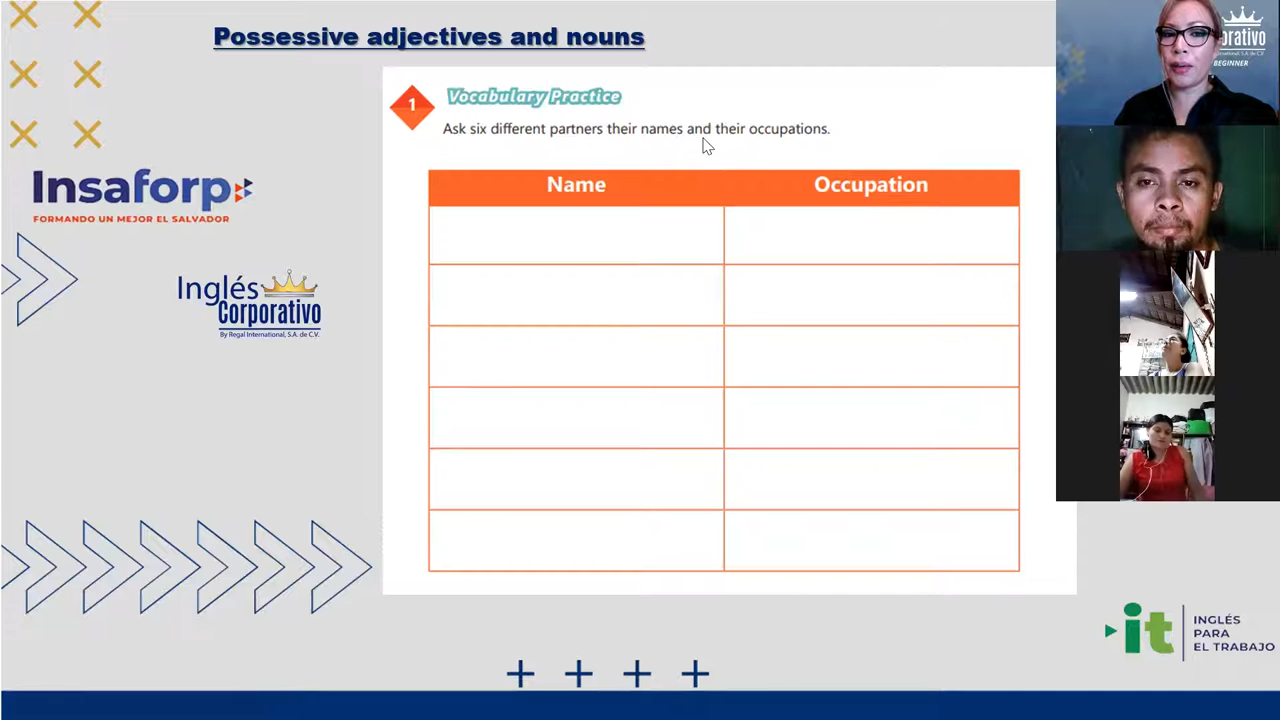 Possessive adjectives and nouns
1
Vocabulary Practice
Ask six different partners their names and their occupations.
Name
Occupation
Insaforp
FORMANDO UN MEJOR EL SALVADOR
Inglés
Corporativo
By Regal International, S.A. de C.V.
BEGINNER
it
INGLÉS
PARA
EL TRABAJO